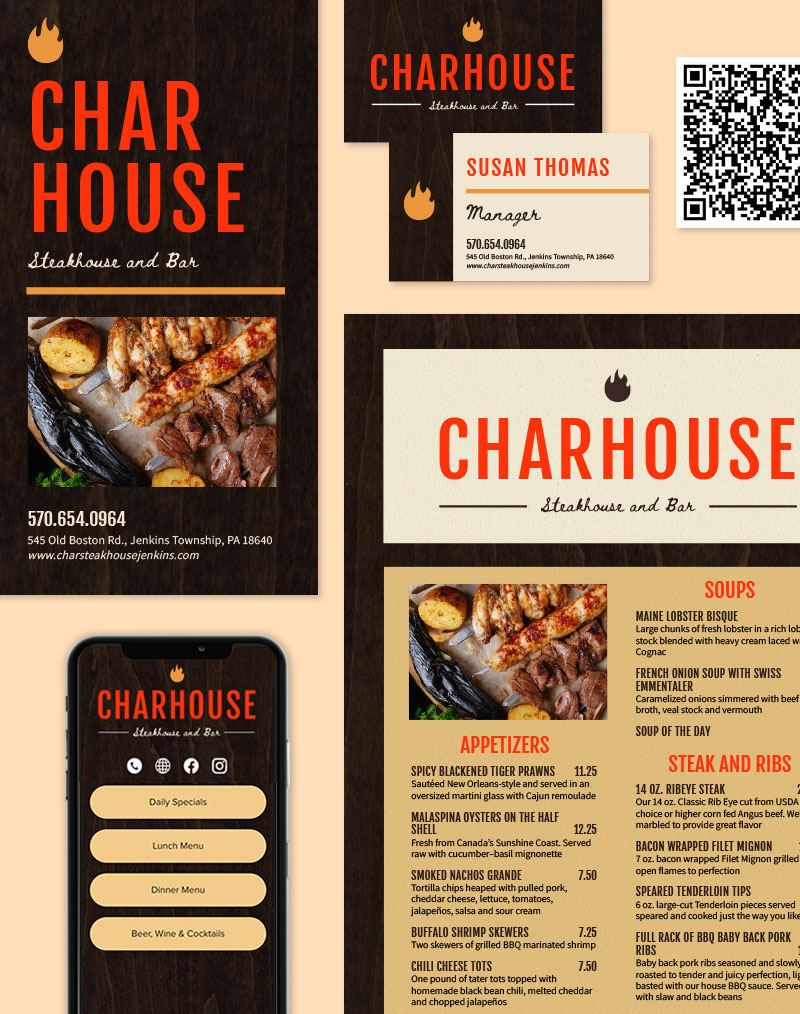 CHAR
HOUSE
Steakhouse and Bar
570.654.0964
545 Old Boston Rd., Jenkins Township, PA 18640
www.charsteakhousejenkins.com
CHARHOUSE
Steakhouse and Bar
SUSAN THOMAS
Manager
570.654.0964
545 Old Boston Rd., Jenkins Township, PA 18640
www.charsteakhousejenkins.com
CHARHOUSE
Steakhouse and Bar
APPETIZERS
SPICY BLACKENED TIGER PRAWNS 11.25
Sautéed New Orleans-style and served in an
oversized martini glass with Cajun remoulade
MALASPINA OYSTERS ON THE HALF
SHELL 12.25
Fresh from Canada's Sunshine Coast. Served
raw with cucumber-basil mignonette
SMOKED NACHOS GRANDE 7.50
Tortilla chips heaped with pulled pork,
cheddar cheese, lettuce, tomatoes,
jalapeños, salsa and sour cream
BUFFALO SHRIMP SKEWERS 7.25
Two skewers of grilled BBQ marinated shrimp
CHILI CHEESE TOTS 7.50
One pound of tater tots topped with
homemade black bean chili, melted cheddar
and chopped jalapeños
SOUPS
MAINE LOBSTER BISQUE
Large chunks of fresh lobster in a rich
stock blended with heavy cream laced
Cognac
FRENCH ONION SOUP WITH SWISS
EMMENTALER
Caramelized onions simmered with beef
broth, veal stock and vermouth
SOUP OF THE DAY
STEAK AND RIBS
14 OZ. RIBEYE STEAK
Our 14 oz. Classic Rib Eye cut from USDA
choice or higher corn fed Angus beef.
marbled to provide great flavor
BACON WRAPPED FILET MIGNON
7 oz. bacon wrapped Filet Mignon grilled
open flames to perfection
SPEARED TENDERLOIN TIPS
6 oz. large-cut Tenderloin pieces served
speared and cooked just the way you like
FULL RACK OF BBQ BABY BACK PORK
RIBS
Baby back pork ribs seasoned and slowly
roasted to tender and juicy perfection,
basted with our house BBQ sauce.
with slaw and black beans
CHARHOUSE
Steakhouse and Bar
Daily Specials
Lunch Menu
Dinner Menu
Beer, Wine & Cocktails